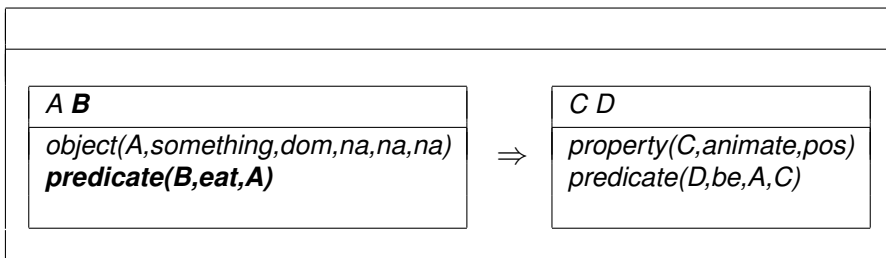 A B
object(A,something,dom,na,na,na)
predicate(B,eat,A)
⇒
C D
property(C,animate,pos)
predicate(D,be,A,C)